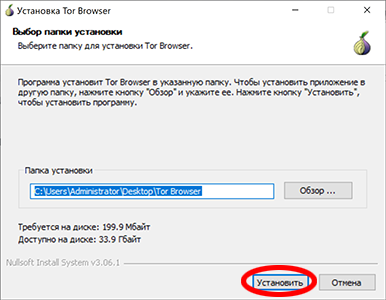 Установка Tor Browser
Выбор папки установки
Выберите папку для установки Tor Browser.
Программа установит Tor Browser в указанную папку. Чтобы установить приложение в
другую папку, нажмите кнопку "Обзор" и укажите ее. Нажмите кнопку "Установить",
чтобы установить программу.
Папка установки
C:\Users\Administrator\Desktop\Tor Browser
Обзор ...
Требуется на диске: 199.9 Мбайт
Доступно на диске: 33.9 Гбайт
Nullsoft Install System v3.06.1
Установить
Отмена